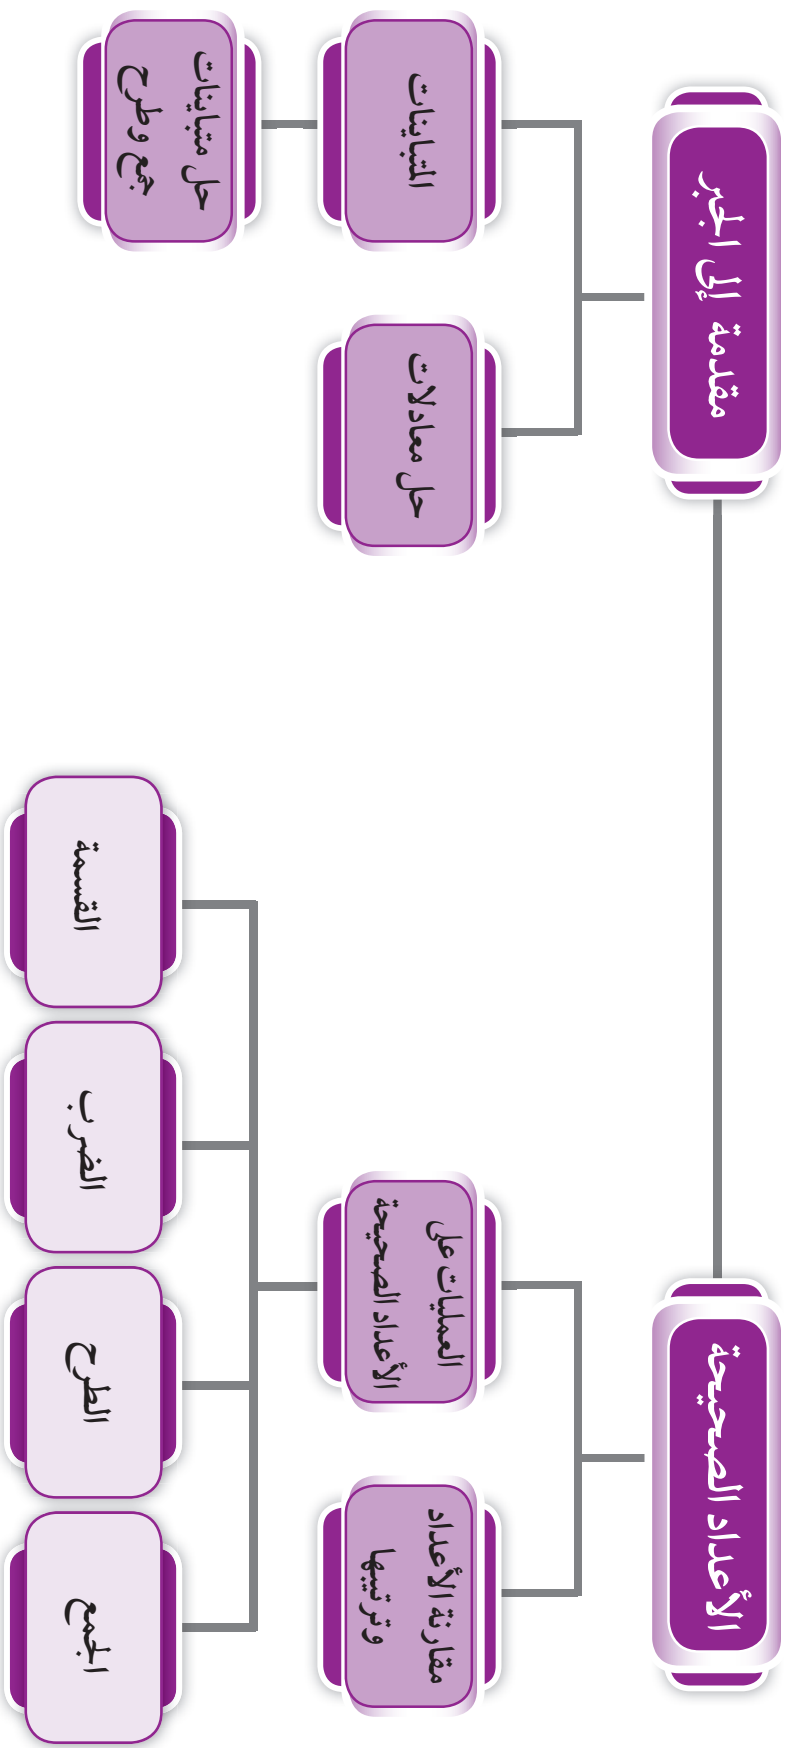 الأعداد الصحيحة
مقدمة إلى الجبر
مقارنة الأعداد
وترتيبها
العمليات على
الأعداد الصحيحة
حل معادلات
المتباينات
الجمع
الطرح
الضرب
القسمة
حل متباينات
جمع وطرح